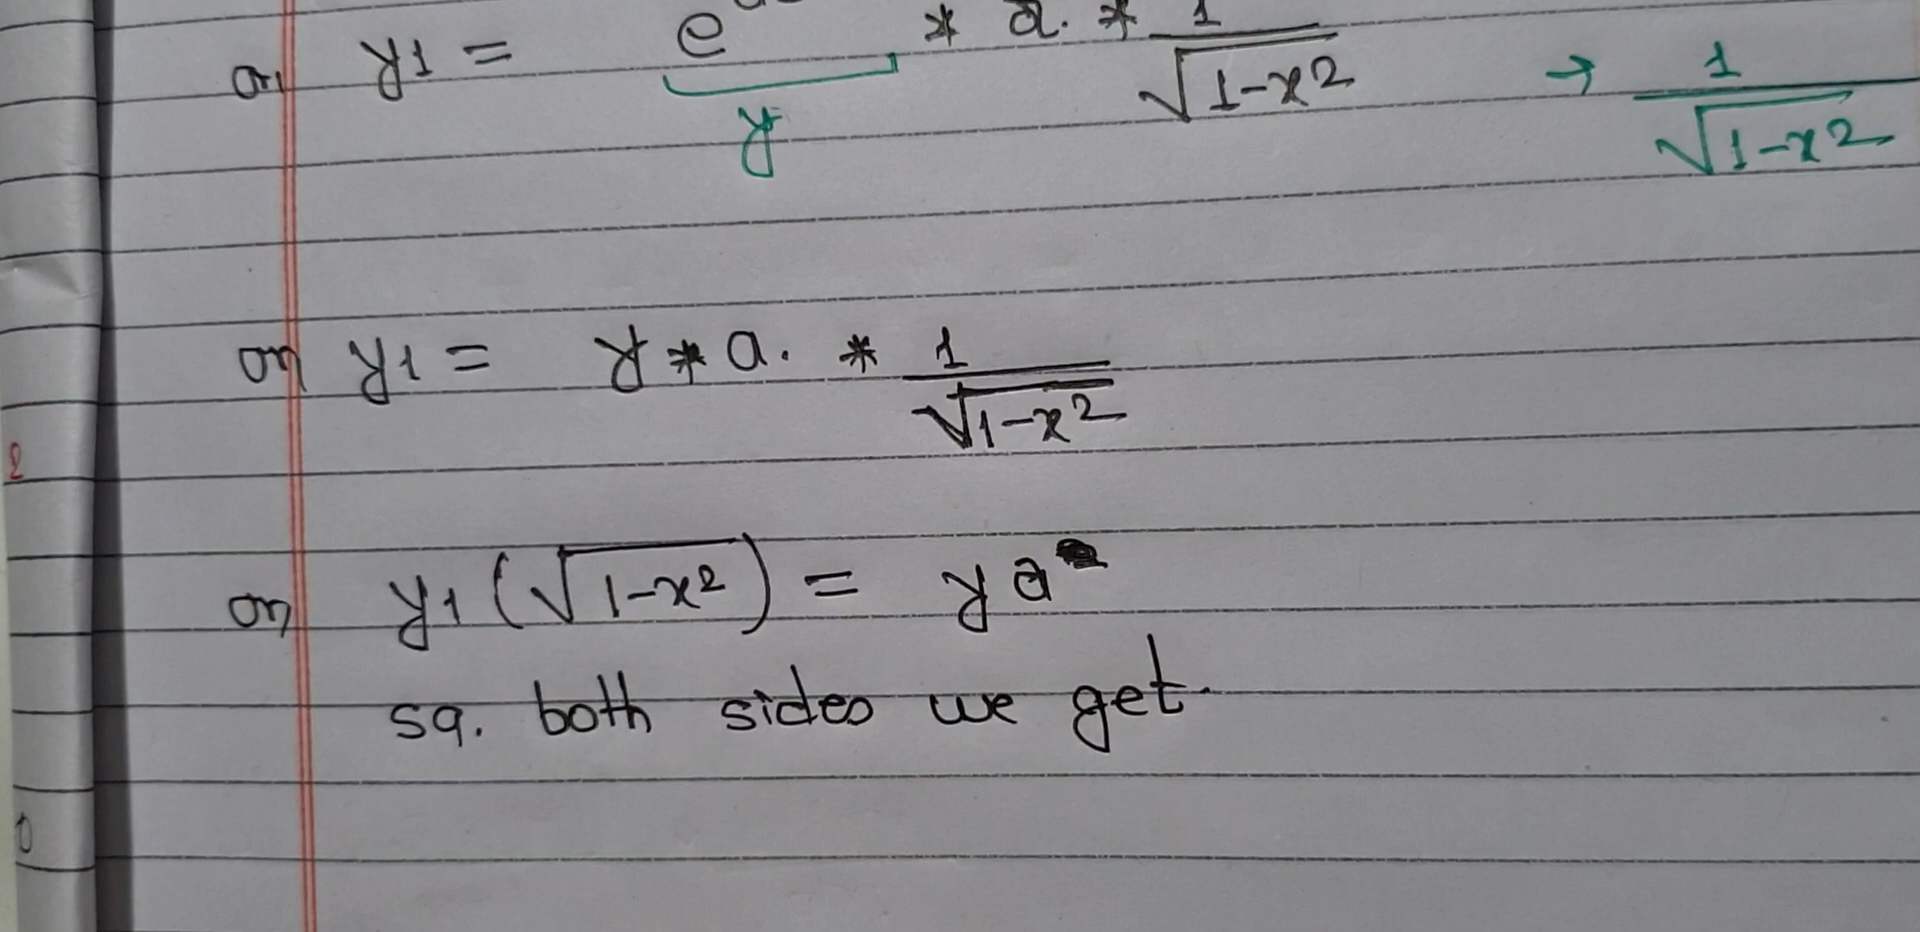 or y1 = e * a. * 1/√1-x2 → 1/√1-x2
y
or y1 = y * a. * 1/√1-x2
or y1 (√1-x2) = y a
sq. both sides we get.
2